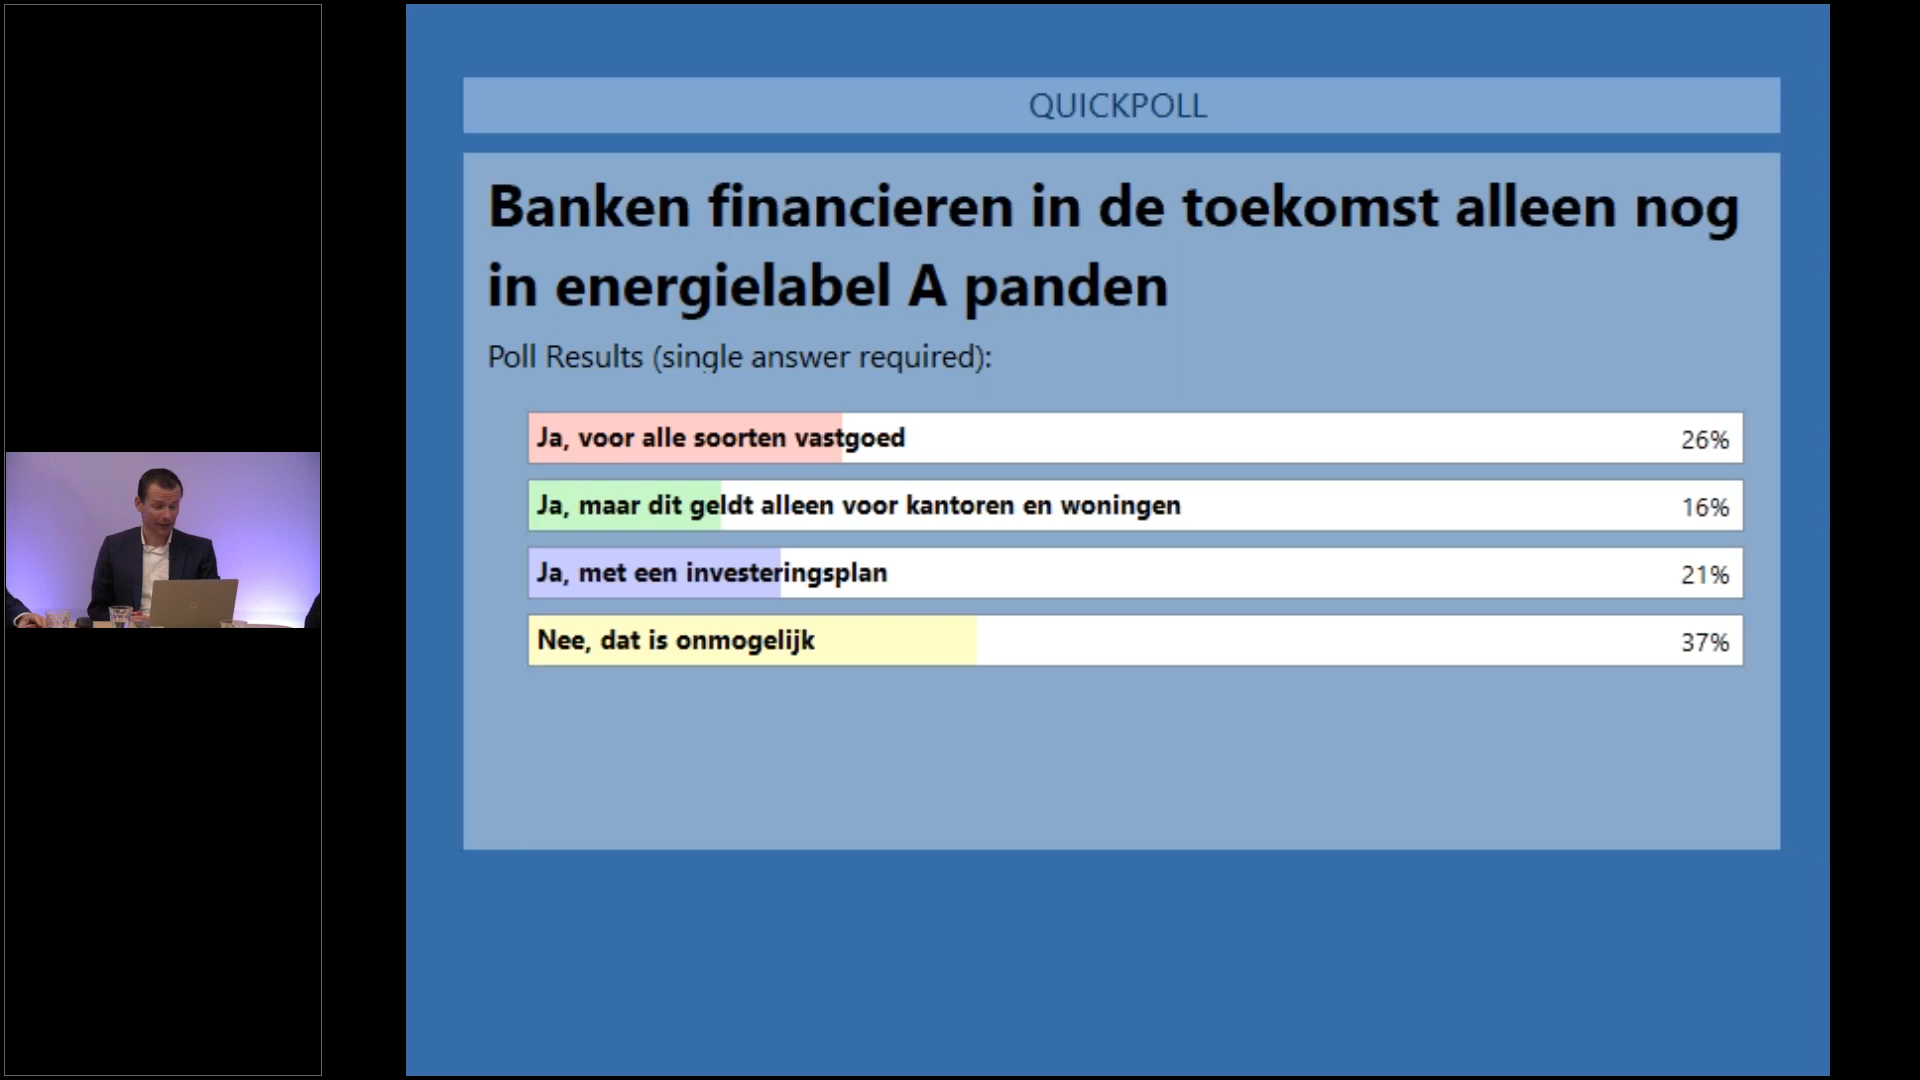 QUICKPOLL
Banken financieren in de toekomst alleen nog
in energielabel A panden
Poll Results (single answer required):
Ja, voor alle soorten vastgoed 26%
Ja, maar dit geldt alleen voor kantoren en woningen 16%
Ja, met een investeringsplan 21%
Nee, dat is onmogelijk 37%